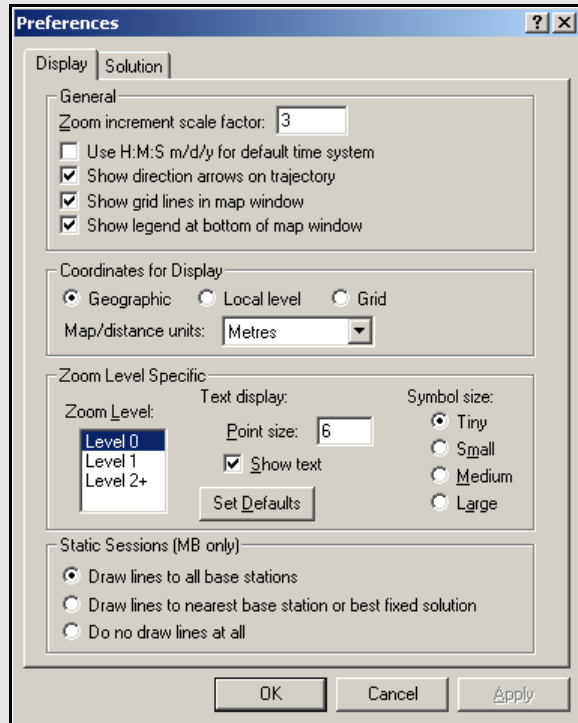 Preferences
Display Solution
General
Zoom increment scale factor: 3
Use H:M:S m/d/y for default time system
Show direction arrows on trajectory
Show grid lines in map window
Show legend at bottom of map window
Coordinates for Display
Geographic Local level Grid
Map/distance units: Metres
Zoom Level Specific
Zoom Level:
Level 0
Level 1
Level 2+
Text display:
Point size: 6
Show text
Set Defaults
Symbol size:
Tiny
Small
Medium
Large
Static Sessions (MB only)
Draw lines to all base stations
Draw lines to nearest base station or best fixed solution
Do no draw lines at all
OK Cancel Apply